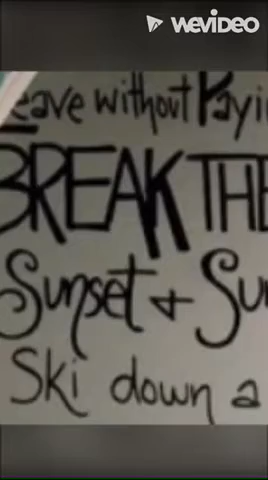 WEVIDEO
Leave without Payi
BREAK THE
Sunset + Su
Ski down a